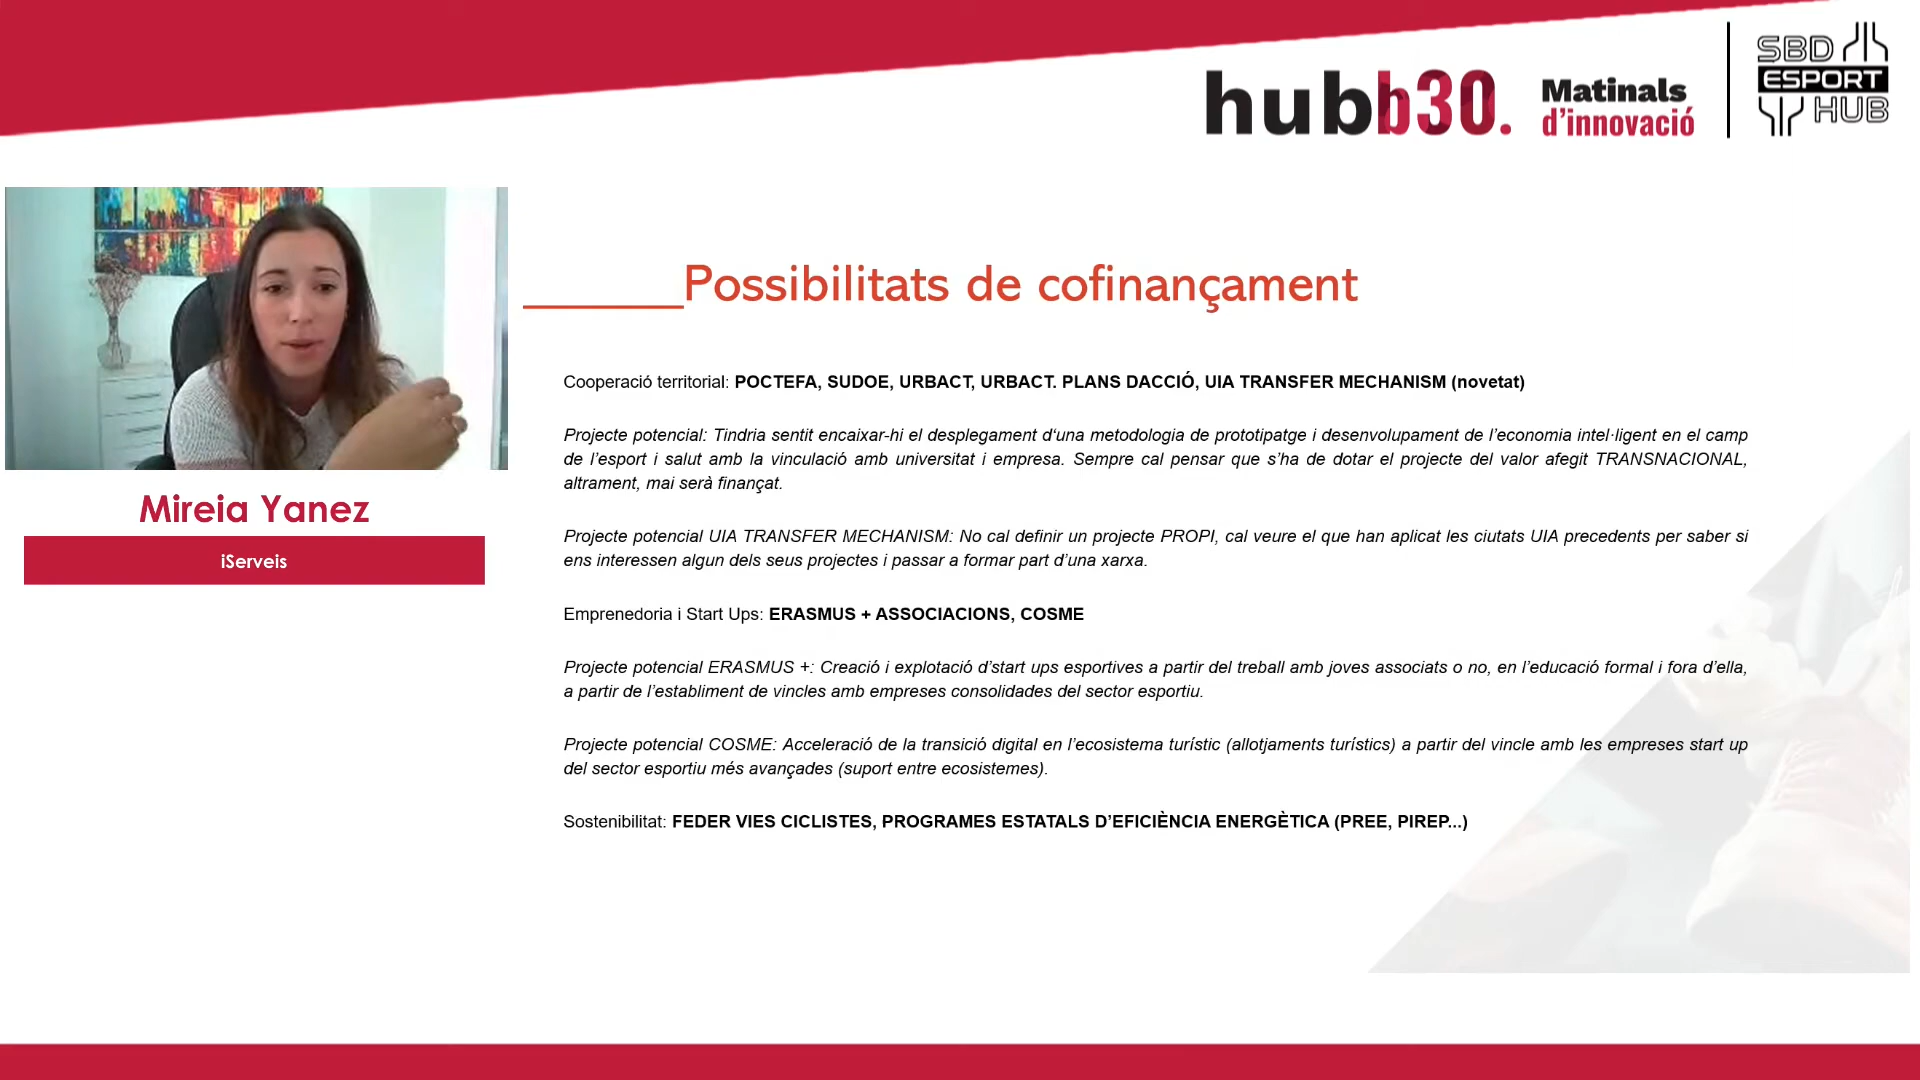 hubb30.
Matinals
d'innovació
SBD
ESPORT
HUB
Possibilitats de cofinançament
Cooperació territorial: POCTEFA, SUDOE, URBACT, URBACT. PLANS DACCIÓ, UIA TRANSFER MECHANISM (novetat)
Projecte potencial: Tindria sentit encaixar-hi el desplegament d‘una metodologia de prototipatge i desenvolupament de l’economia intel·ligent en el camp
de l’esport i salut amb la vinculació amb universitat i empresa. Sempre cal pensar que s’ha de dotar el projecte del valor afegit TRANSNACIONAL,
altrament, mai serà finançat.
Projecte potencial UIA TRANSFER MECHANISM: No cal definir un projecte PROPI, cal veure el que han aplicat les ciutats UIA precedents per saber si
ens interessen algun dels seus projectes i passar a formar part d’una xarxa.
Emprenedoria i Start Ups: ERASMUS + ASSOCIACIONS, COSME
Projecte potencial ERASMUS +: Creació i explotació d’start ups esportives a partir del treball amb joves associats o no, en l’educació formal i fora d’ella,
a partir de l’establiment de vincles amb empreses consolidades del sector esportiu.
Projecte potencial COSME: Acceleració de la transició digital en l’ecosistema turístic (allotjaments turístics) a partir del vincle amb les empreses start up
del sector esportiu més avançades (suport entre ecosistemes).
Sostenibilitat: FEDER VIES CICLISTES, PROGRAMES ESTATALS D’EFICIÈNCIA ENERGÈTICA (PREE, PIREP...)
Mireia Yanez
iServeis